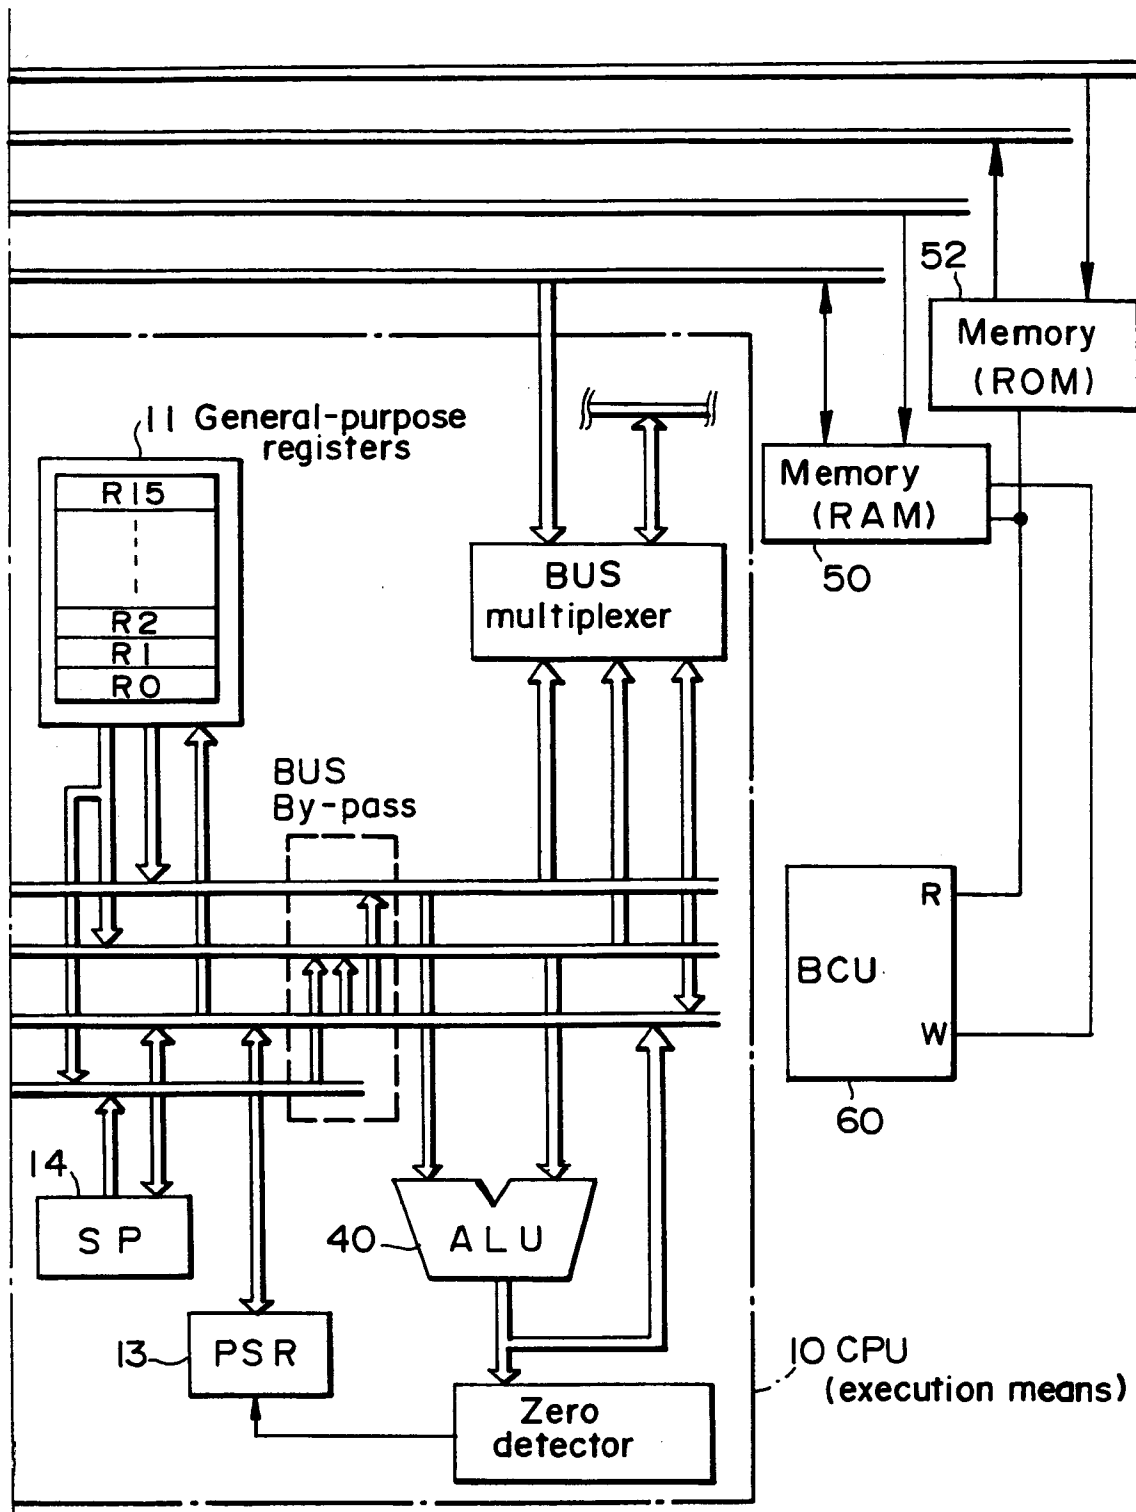 52
Memory
(ROM)
11 General-purpose
registers
R15
R2
R1
R0
Memory
(RAM)
50
BUS
multiplexer
BUS
By-pass
R
BCU
W
60
14
SP
40
ALU
13
PSR
10 CPU
(execution means)
Zero
detector